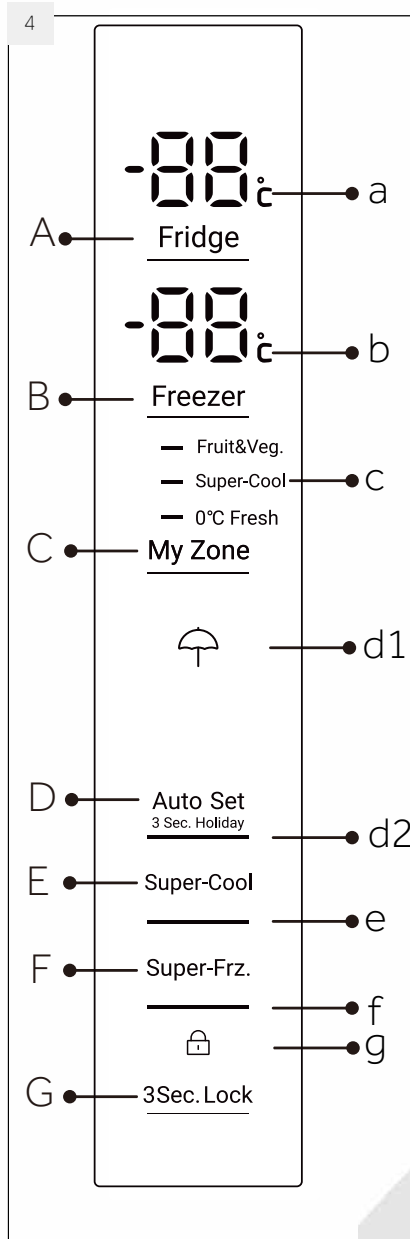 4
-88°c
a
A
Fridge
-88°c
b
B
Freezer
Fruit&Veg.
Super-Cool
c
0°C Fresh
C
My Zone
d1
D
Auto Set
3 Sec. Holiday
d2
E
Super-Cool
e
F
Super-Frz.
f
g
G
3Sec. Lock